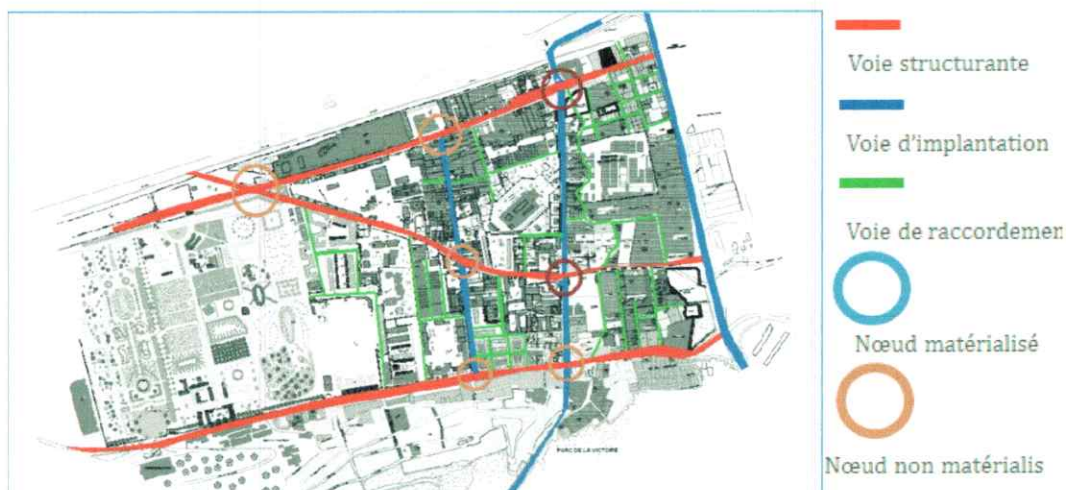 Voie structurante
Voie d'implantation
Voie de raccordemen
Nœud matérialisé
Nœud non matérialis
PARC DE LA VICTOIRE